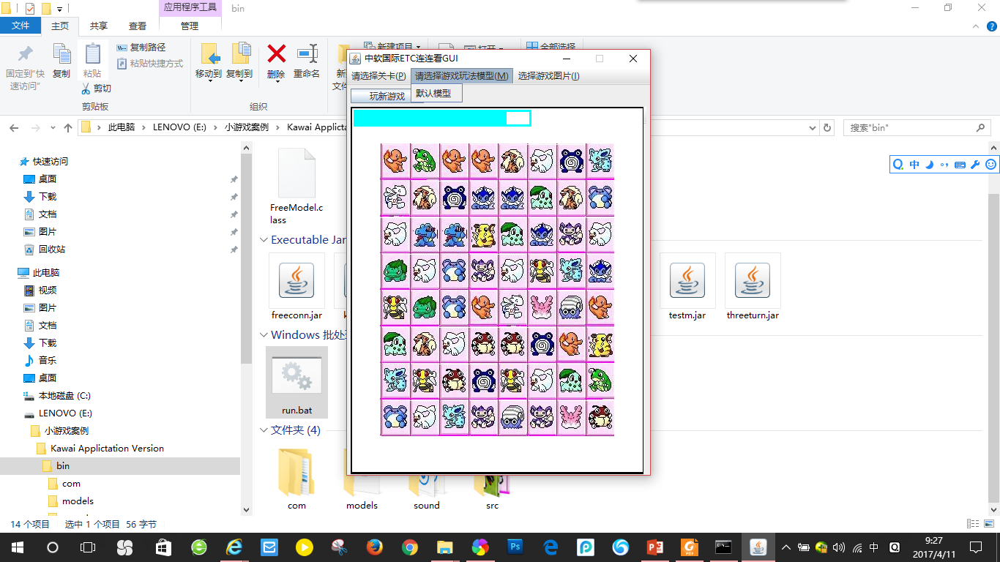 应用程序工具
bin
文件
主页
共享
查看
管理
固定到"快
速访问"
复制
粘贴
复制路径
粘贴快捷方式
剪切
剪贴板
移动到
复制到
删除
重命名
组织
新建项目
打开
全部选择
此电脑
LENOVO (E:)
小游戏案例
搜索"bin"
快速访问
桌面
下载
文档
图片
回收站
此电脑
视频
图片
文档
下载
音乐
桌面
本地磁盘 (C:)
LENOVO (E:)
小游戏案例
Kawai Applictation Version
bin
com
models
FreeModel.c
lass
Executable Jar
freeconn.jar
testm.jar
threeturn.jar
Windows 批处
run.bat
文件夹 (4)
com
models
sound
src
中软国际ETC连连看GUI
请选择关卡(P)
请选择游戏玩法模型(M)
选择游戏图片(I)
玩新游戏
默认模型
中
14 个项目
选中 1 个项目 56 字节
中
9:27
2017/4/11